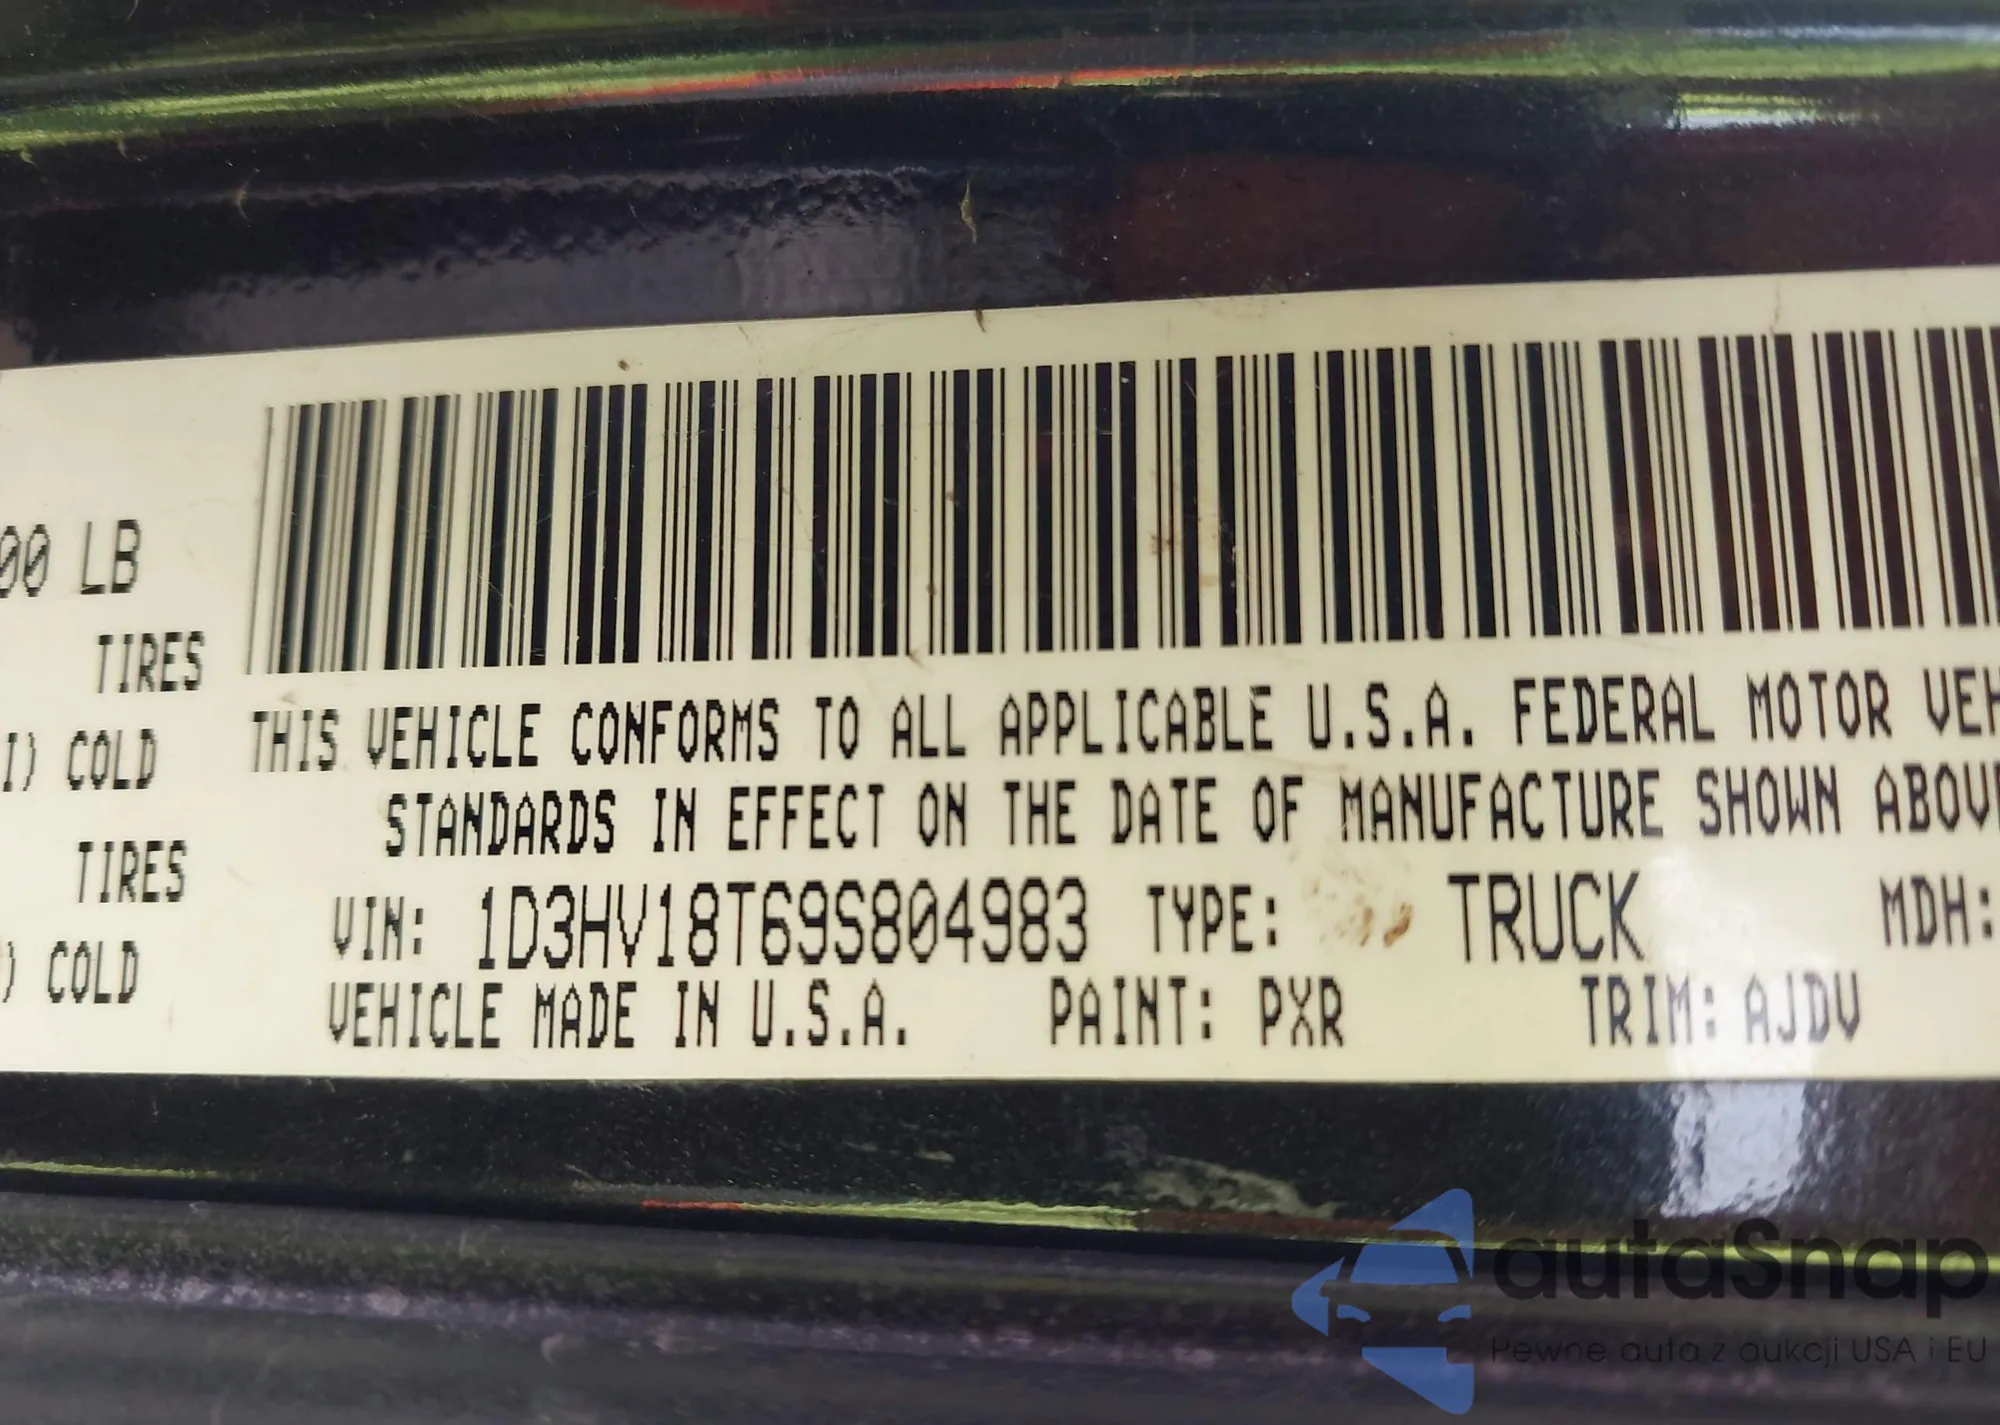 00 LB
TIRES
I) COLD
TIRES
) COLD
THIS VEHICLE CONFORMS TO ALL APPLICABLE U.S.A. FEDERAL MOTOR VEH
STANDARDS IN EFFECT ON THE DATE OF MANUFACTURE SHOWN ABOVE
VIN: 1D3HV18T69S804983 TYPE: TRUCK MDH:
VEHICLE MADE IN U.S.A. PAINT: PXR TRIM: AJDV
autaSnap
Pewne auta z aukcji USA i EU